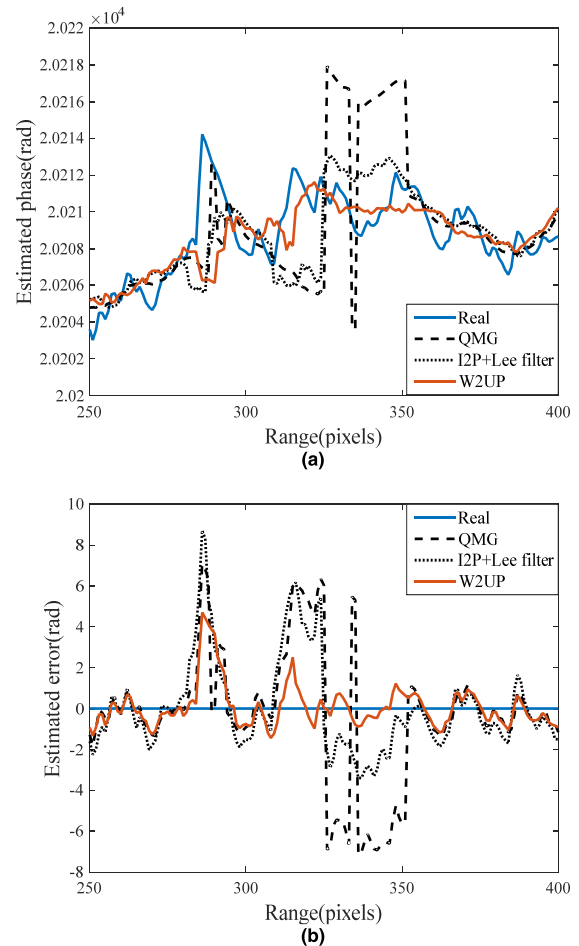 ×10⁴
2.022
2.0218
2.0216
2.0214
2.0212
2.021
2.0208
2.0206
2.0204
2.0202
2.02
Estimated phase(rad)
Real
QMG
I2P+Lee filter
W2UP
250
300
350
400
Range(pixels)
(a)
10
8
6
4
2
0
-2
-4
-6
-8
Estimated error(rad)
Real
QMG
I2P+Lee filter
W2UP
250
300
350
400
Range(pixels)
(b)